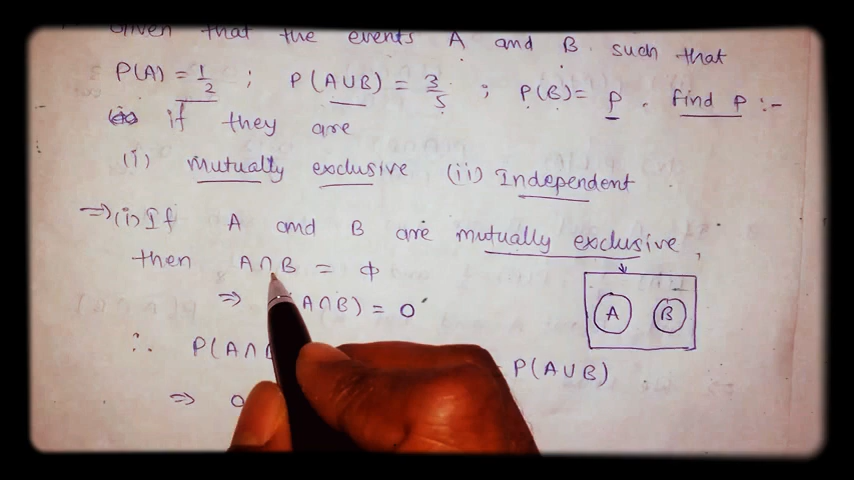 Given that the events A and B such that
P(A) = 1/2 ; P(A∪B) = 3/5 ; P(B) = p . Find p :-
if they are
(i) Mutually exclusive (ii) Independent
⇒ (i) If A and B are mutually exclusive,
then A∩B = ϕ
⇒ (A∩B) = 0
∴ P(A∩ P(A∪B)
⇒ 0
A B